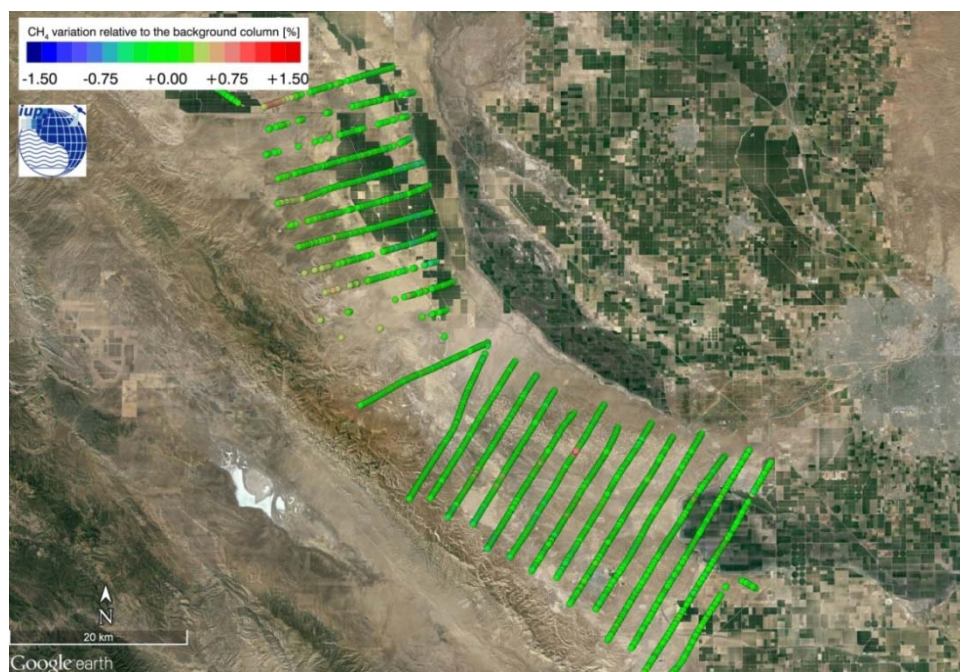 CH₄ variation relative to the background column [%]
-1.50 -0.75 +0.00 +0.75 +1.50
iup
N
20 km
Google earth